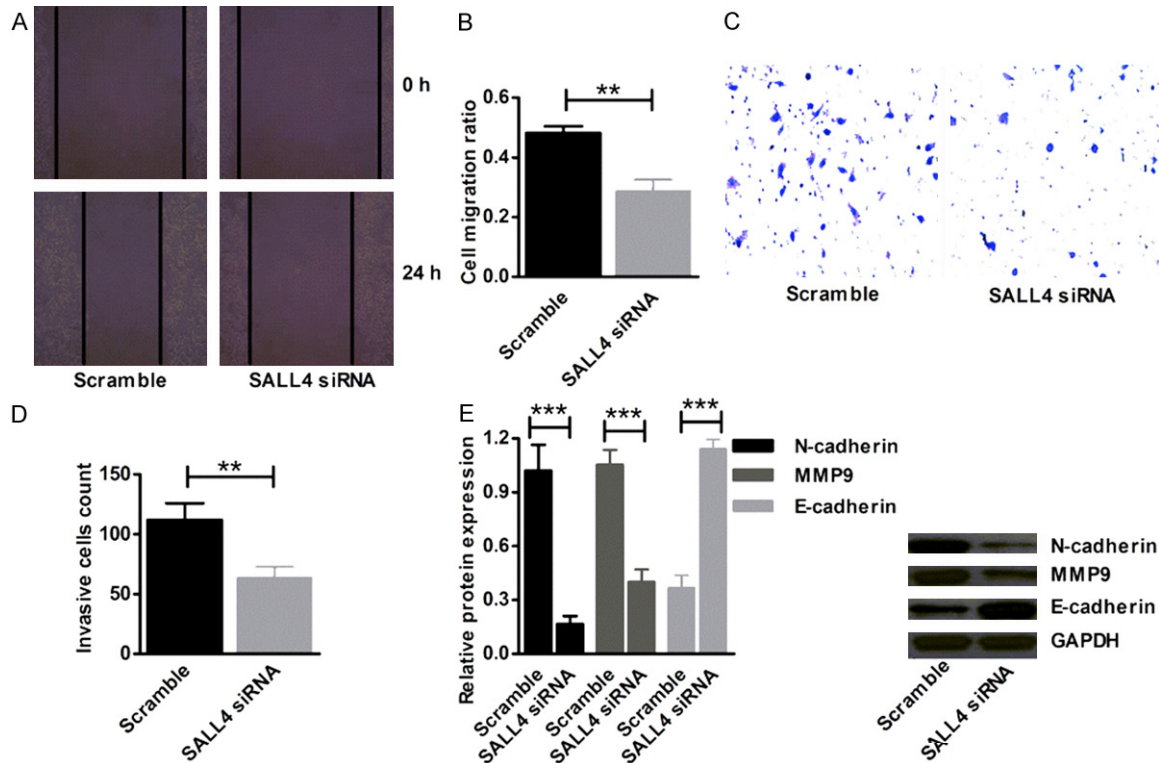 A
0 h
24 h
Scramble
SALL4 siRNA
B
Cell migration ratio
0.6
0.4
0.2
0.0
**
Scramble
SALL4 siRNA
C
Scramble
SALL4 siRNA
D
Invasive cells count
150
100
50
0
**
Scramble
SALL4 siRNA
E
Relative protein expression
1.2
0.9
0.6
0.3
0.0
***
***
***
Scramble
SALL4 siRNA
Scramble
SALL4 siRNA
Scramble
SALL4 siRNA
N-cadherin
MMP9
E-cadherin
N-cadherin
MMP9
E-cadherin
GAPDH
Scramble
SALL4 siRNA